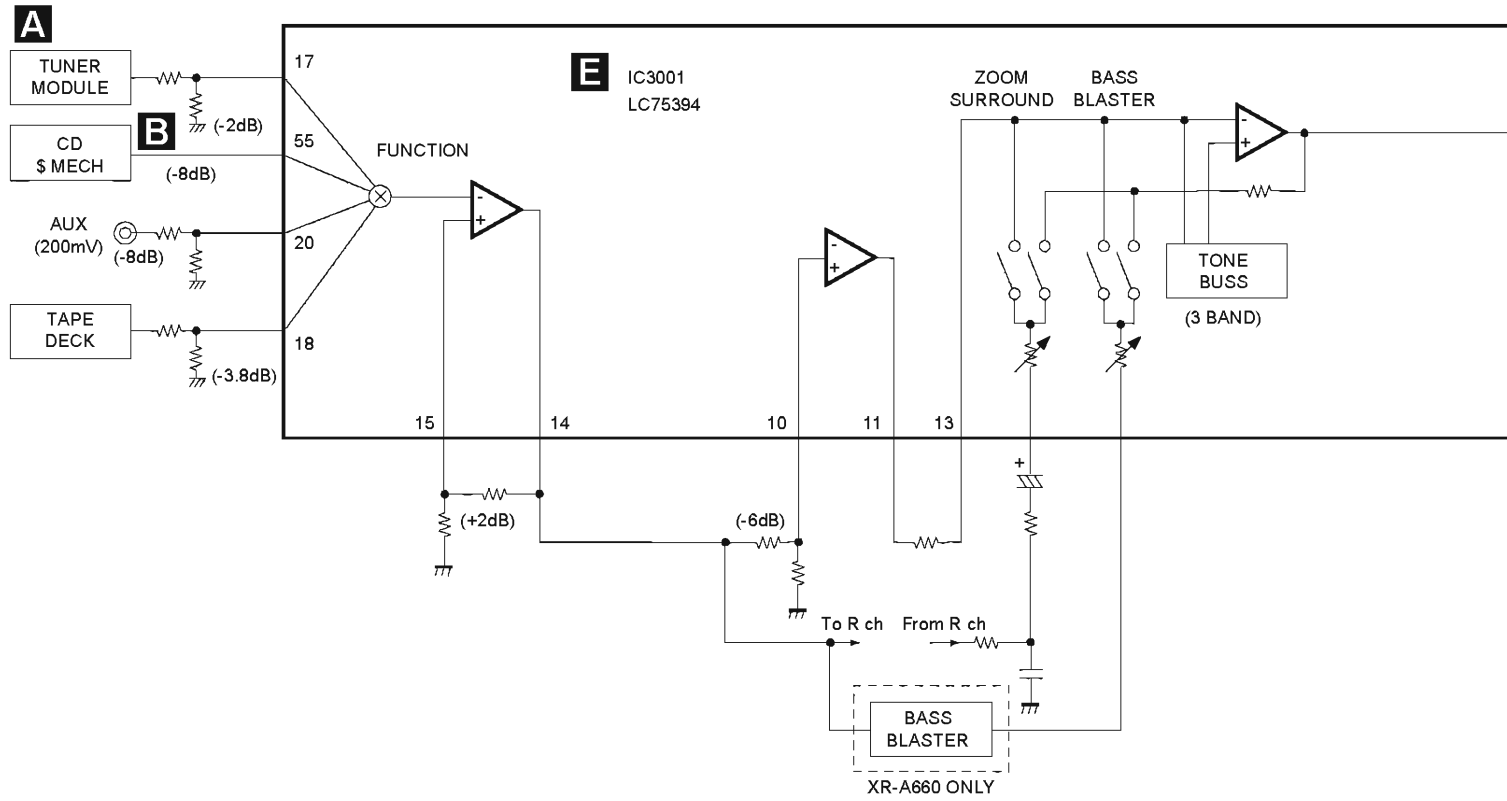 A
TUNER
MODULE
(-2dB)
17
B
CD
$ MECH
(-8dB)
55
FUNCTION
AUX
(200mV)
(-8dB)
20
TAPE
DECK
(-3.8dB)
18
E
IC3001
LC75394
ZOOM
SURROUND
BASS
BLASTER
-
+
-
+
-
+
TONE
BUSS
(3 BAND)
15
14
10
11
13
+
(+2dB)
(-6dB)
To R ch
From R ch
BASS
BLASTER
XR-A660 ONLY